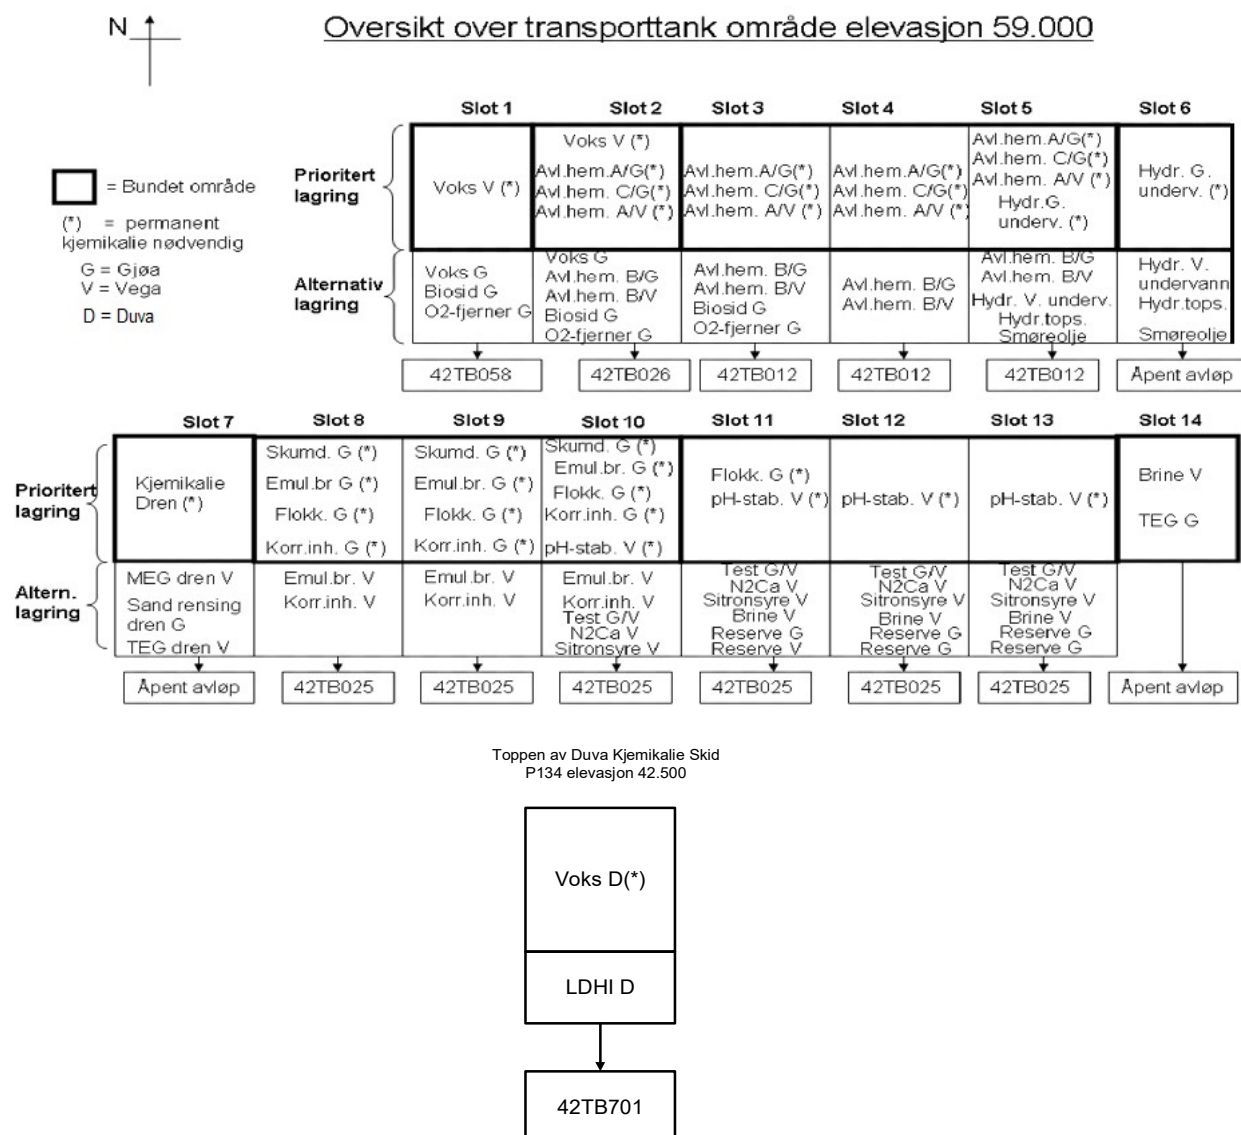 N
Oversikt over transporttank område elevasjon 59.000
Slot 1
Slot 2
Slot 3
Slot 4
Slot 5
Slot 6
= Bundet område
(*) = permanent
kjemikalie nødvendig
G = Gjøa
V = Vega
D = Duva
Prioritert
lagring
Voks V (*)
Voks V (*)
Avl.hem.A/G(*)
Avl.hem. C/G(*)
Avl.hem. A/V (*)
Avl.hem.A/G(*)
Avl.hem. C/G(*)
Avl.hem. A/V (*)
Avl.hem.A/G(*)
Avl.hem. C/G(*)
Avl.hem. A/V (*)
Avl.hem.A/G(*)
Avl.hem. C/G(*)
Avl.hem. A/V (*)
Hydr.G.
underv. (*)
Hydr. G.
underv. (*)
Alternativ
lagring
Voks G
Biosid G
O2-fjerner G
Voks G
Avl.hem. B/G
Avl.hem. B/V
Biosid G
O2-fjerner G
Avl.hem. B/G
Avl.hem. B/V
Biosid G
O2-fjerner G
Avl.hem. B/G
Avl.hem. B/V
Avl.hem. B/G
Avl.hem. B/V
Hydr. V. underv.
Hydr.tops.
Smøreolje
Hydr. V.
undervann
Hydr.tops.
Smøreolje
42TB058
42TB026
42TB012
42TB012
42TB012
Åpent avløp
Slot 7
Slot 8
Slot 9
Slot 10
Slot 11
Slot 12
Slot 13
Slot 14
Prioritert
lagring
Kjemikalie
Dren (*)
Skumd. G (*)
Emul.br G (*)
Flokk. G (*)
Korr.inh. G (*)
Skumd. G (*)
Emul.br. G (*)
Flokk. G (*)
Korr.inh. G (*)
Skumd. G (*)
Emul.br. G (*)
Flokk. G (*)
Korr.inh. G (*)
pH-stab. V (*)
Flokk. G (*)
pH-stab. V (*)
pH-stab. V (*)
pH-stab. V (*)
Brine V
TEG G
Altern.
lagring
MEG dren V
Sand rensing
dren G
TEG dren V
Emul.br. V
Korr.inh. V
Emul.br. V
Korr.inh. V
Emul.br. V
Korr.inh. V
Test G/V
N2Ca V
Sitronsyre V
Test G/V
N2Ca V
Sitronsyre V
Brine V
Reserve G
Reserve V
Test G/V
N2Ca V
Sitronsyre V
Brine V
Reserve G
Reserve G
Test G/V
N2Ca V
Sitronsyre V
Brine V
Reserve G
Reserve G
Åpent avløp
42TB025
42TB025
42TB025
42TB025
42TB025
42TB025
Åpent avløp
Toppen av Duva Kjemikalie Skid
P134 elevasjon 42.500
Voks D(*)
LDHI D
42TB701